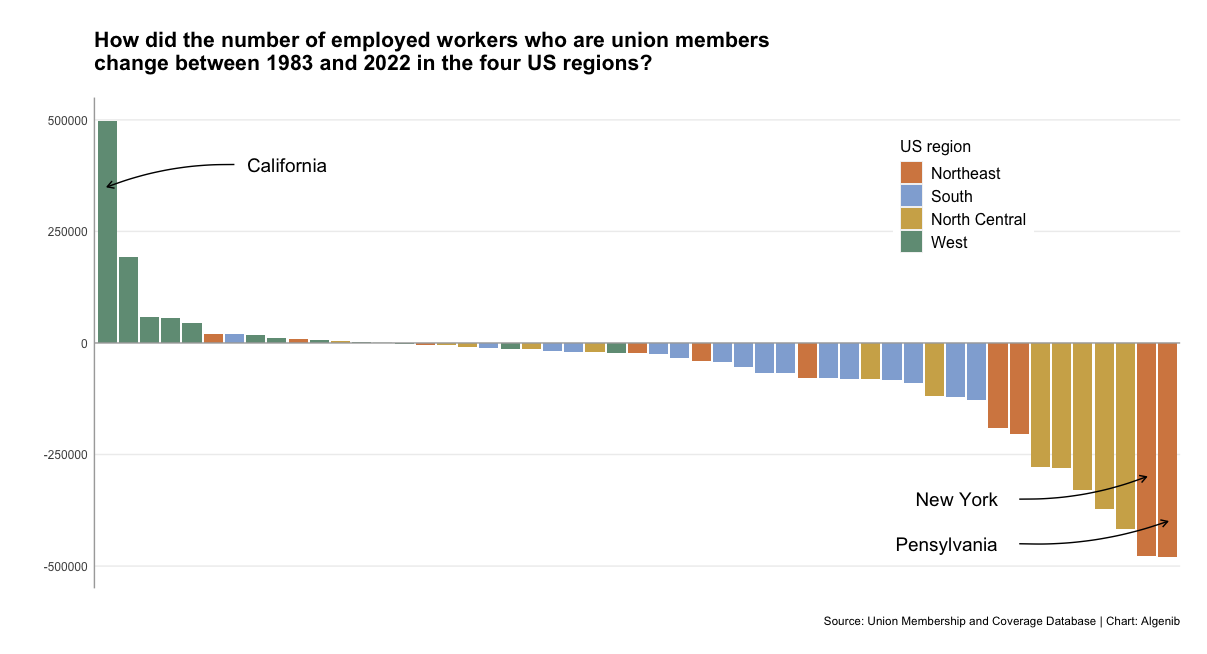 How did the number of employed workers who are union members
change between 1983 and 2022 in the four US regions?
500000
250000
0
-250000
-500000
California
US region
Northeast
South
North Central
West
New York
Pensylvania
Source: Union Membership and Coverage Database | Chart: Algenib